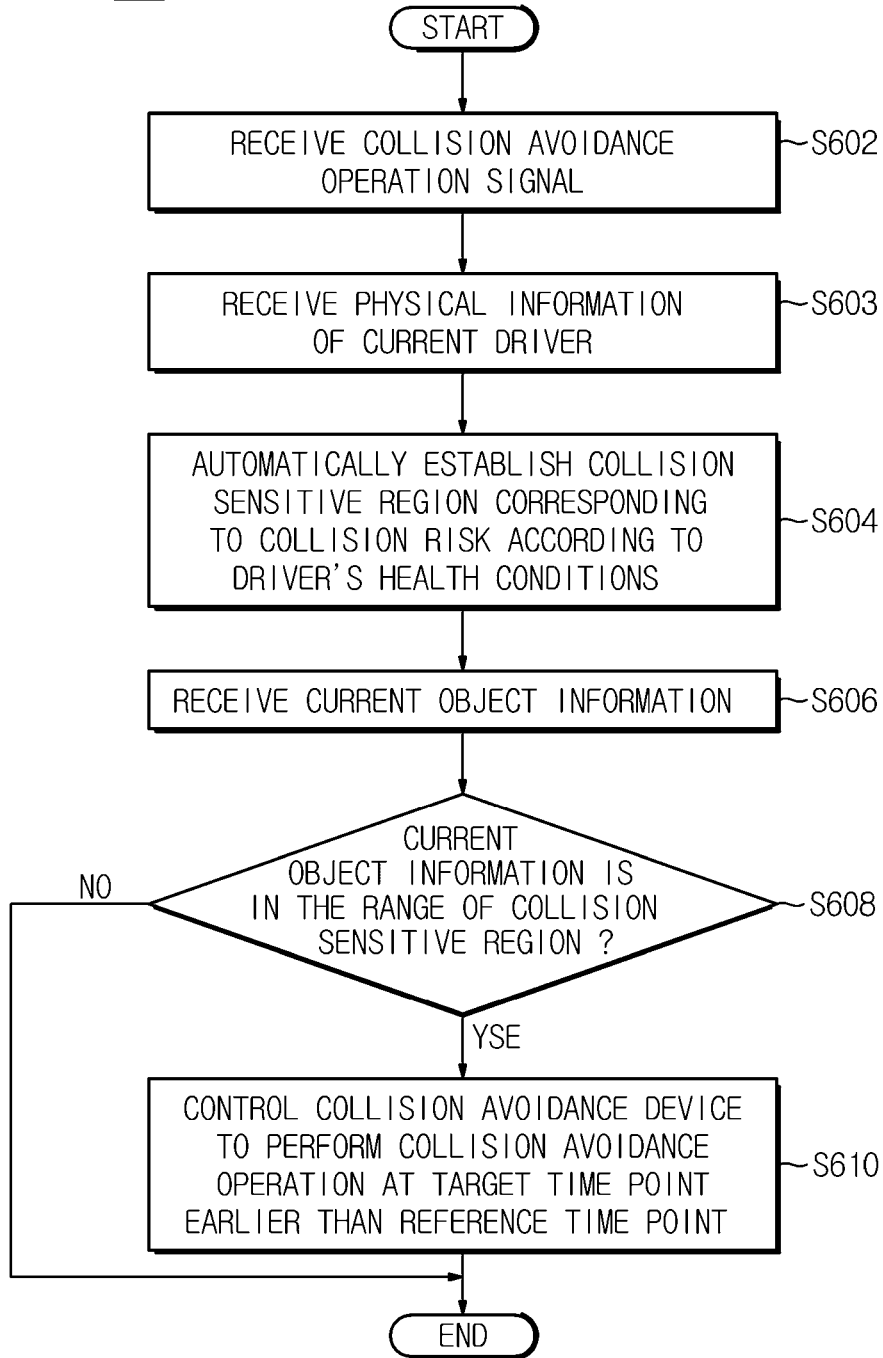 START
RECEIVE COLLISION AVOIDANCE
OPERATION SIGNAL
S602
RECEIVE PHYSICAL INFORMATION
OF CURRENT DRIVER
S603
AUTOMATICALLY ESTABLISH COLLISION
SENSITIVE REGION CORRESPONDING
TO COLLISION RISK ACCORDING TO
DRIVER'S HEALTH CONDITIONS
S604
RECEIVE CURRENT OBJECT INFORMATION
S606
CURRENT
OBJECT INFORMATION IS
IN THE RANGE OF COLLISION
SENSITIVE REGION ?
S608
NO
YSE
CONTROL COLLISION AVOIDANCE DEVICE
TO PERFORM COLLISION AVOIDANCE
OPERATION AT TARGET TIME POINT
EARLIER THAN REFERENCE TIME POINT
S610
END